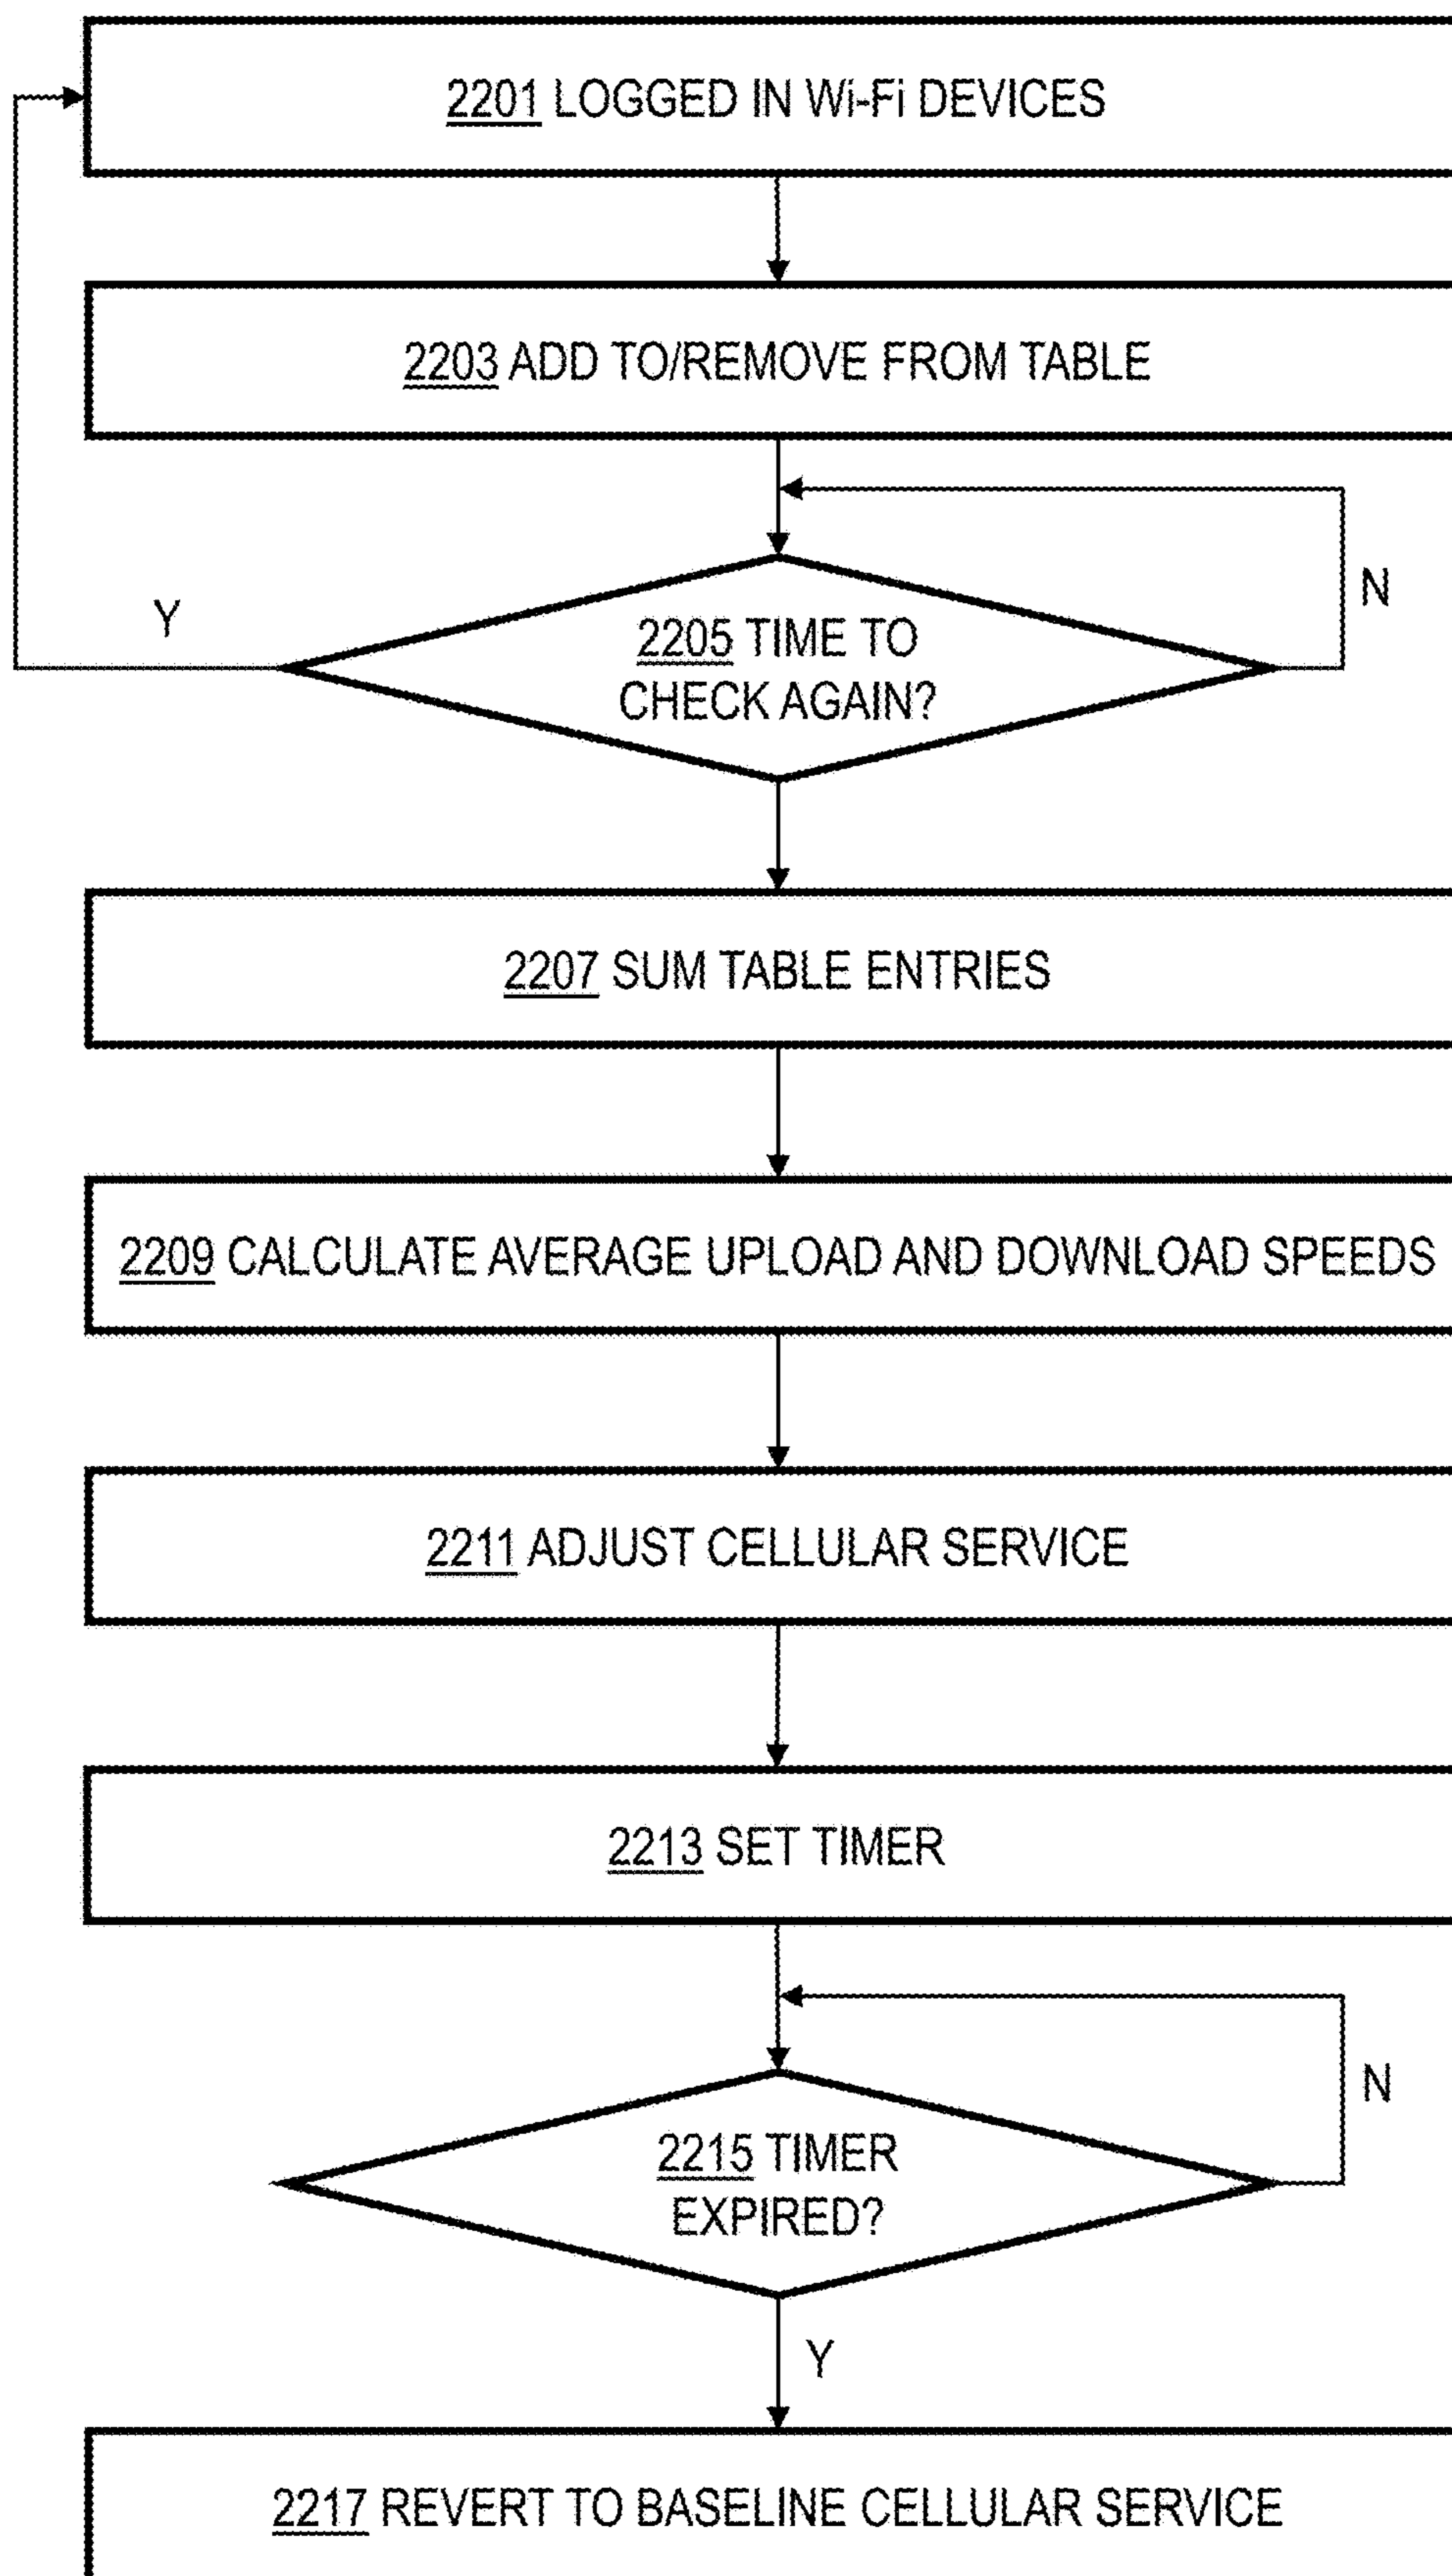 2201 LOGGED IN Wi-Fi DEVICES
2203 ADD TO/REMOVE FROM TABLE
N
Y
2205 TIME TO
CHECK AGAIN?
2207 SUM TABLE ENTRIES
2209 CALCULATE AVERAGE UPLOAD AND DOWNLOAD SPEEDS
2211 ADJUST CELLULAR SERVICE
2213 SET TIMER
N
2215 TIMER
EXPIRED?
Y
2217 REVERT TO BASELINE CELLULAR SERVICE